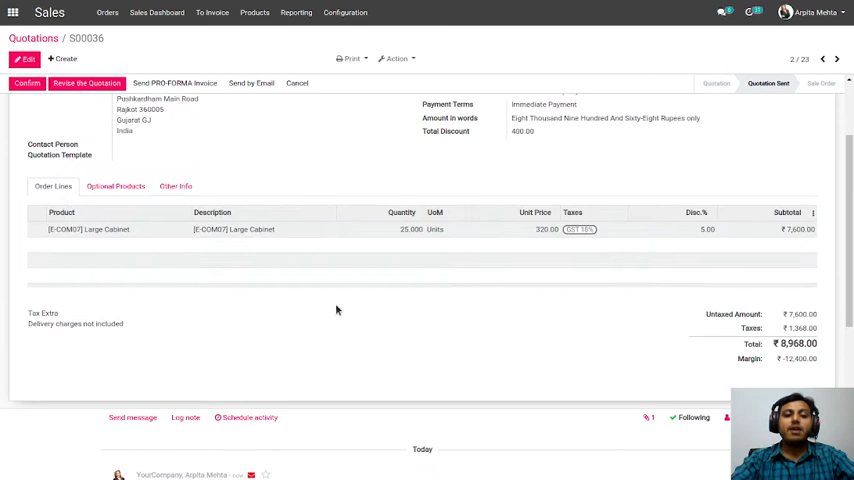 Sales
Orders Sales Dashboard To Invoice Products Reporting Configuration
Arpita Mehta
Quotations / S00036
Edit Create
Print Action
2 / 23
Confirm Revise the Quotation Send PRO-FORMA Invoice Send by Email Cancel
Quotation Quotation Sent Sale Order
Pushkardham Main Road
Rajkot 360005
Gujarat GJ
India
Payment Terms Immediate Payment
Amount in words Eight Thousand Nine Hundred And Sixty-Eight Rupees only
Total Discount 400.00
Contact Person
Quotation Template
Order Lines Optional Products Other Info
Product Description Quantity UoM Unit Price Taxes Disc.% Subtotal
[E-COM07] Large Cabinet [E-COM07] Large Cabinet 25.000 Units 320.00 GST 18% 5.00 ₹ 7,600.00
Tax Extra
Delivery charges not included
Untaxed Amount: ₹ 7,600.00
Taxes: ₹ 1,368.00
Total: ₹ 8,968.00
Margin: ₹ -12,400.00
Send message Log note Schedule activity
1 Following
Today
YourCompany, Arpita Mehta - now